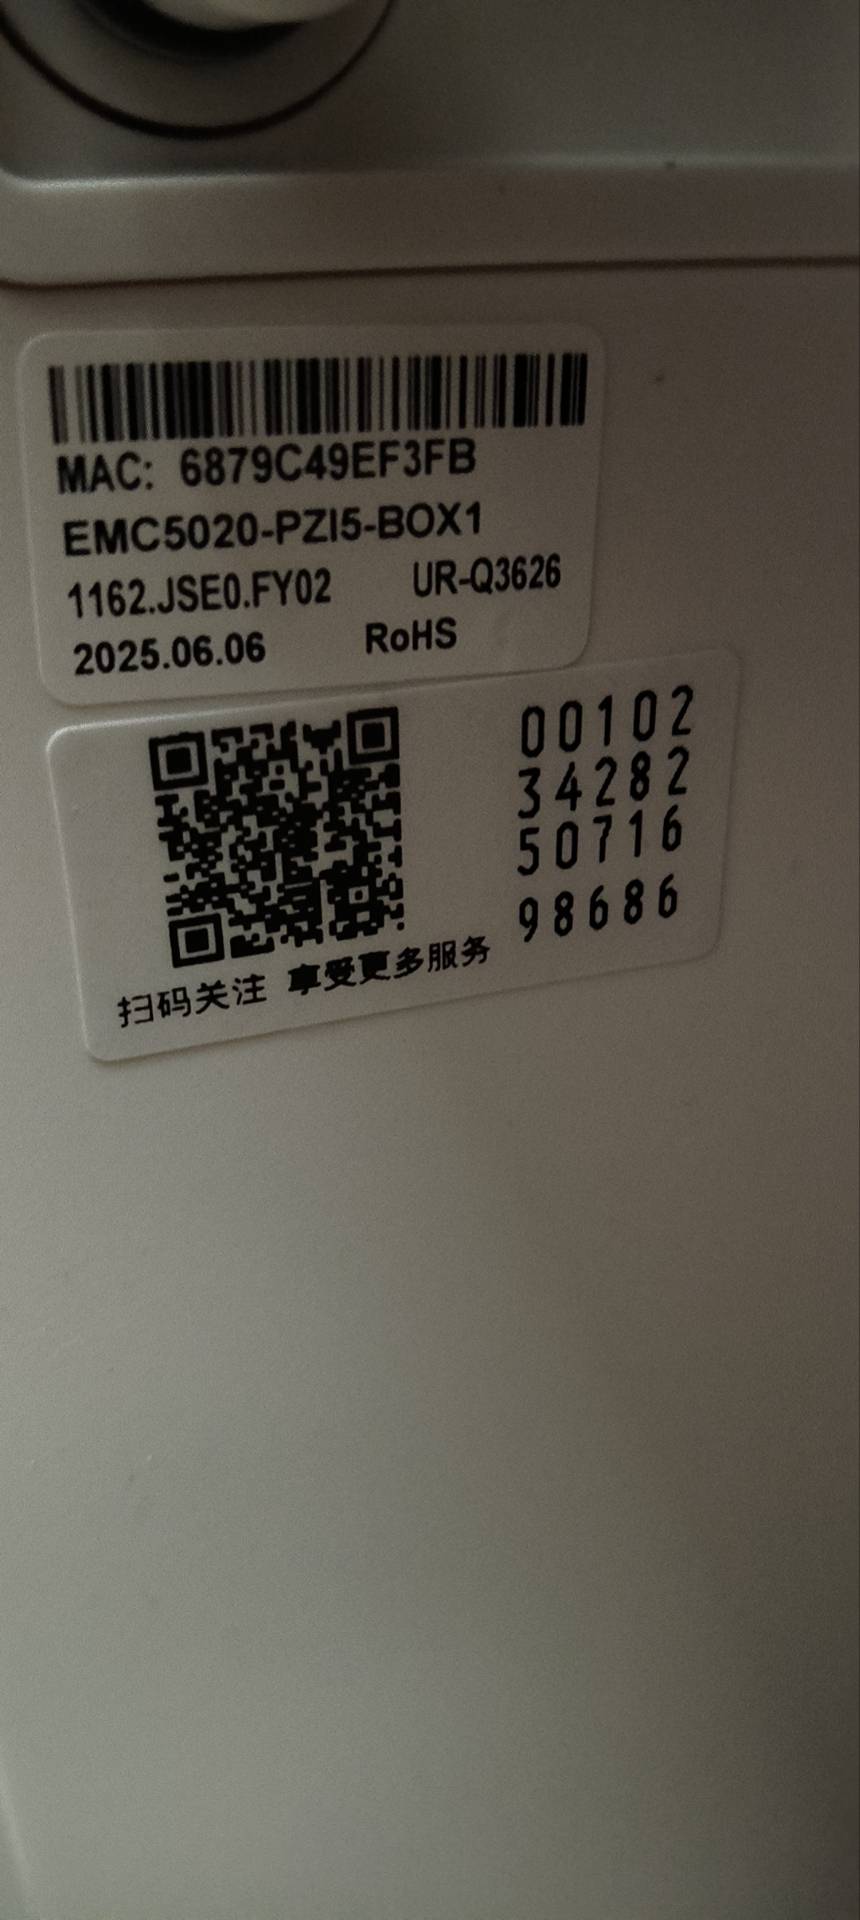 MAC: 6879C49EF3FB
EMC5020-PZI5-BOX1
1162.JSE0.FY02 UR-Q3626
2025.06.06 RoHS
00102
34282
50716
98686
扫码关注 享受更多服务